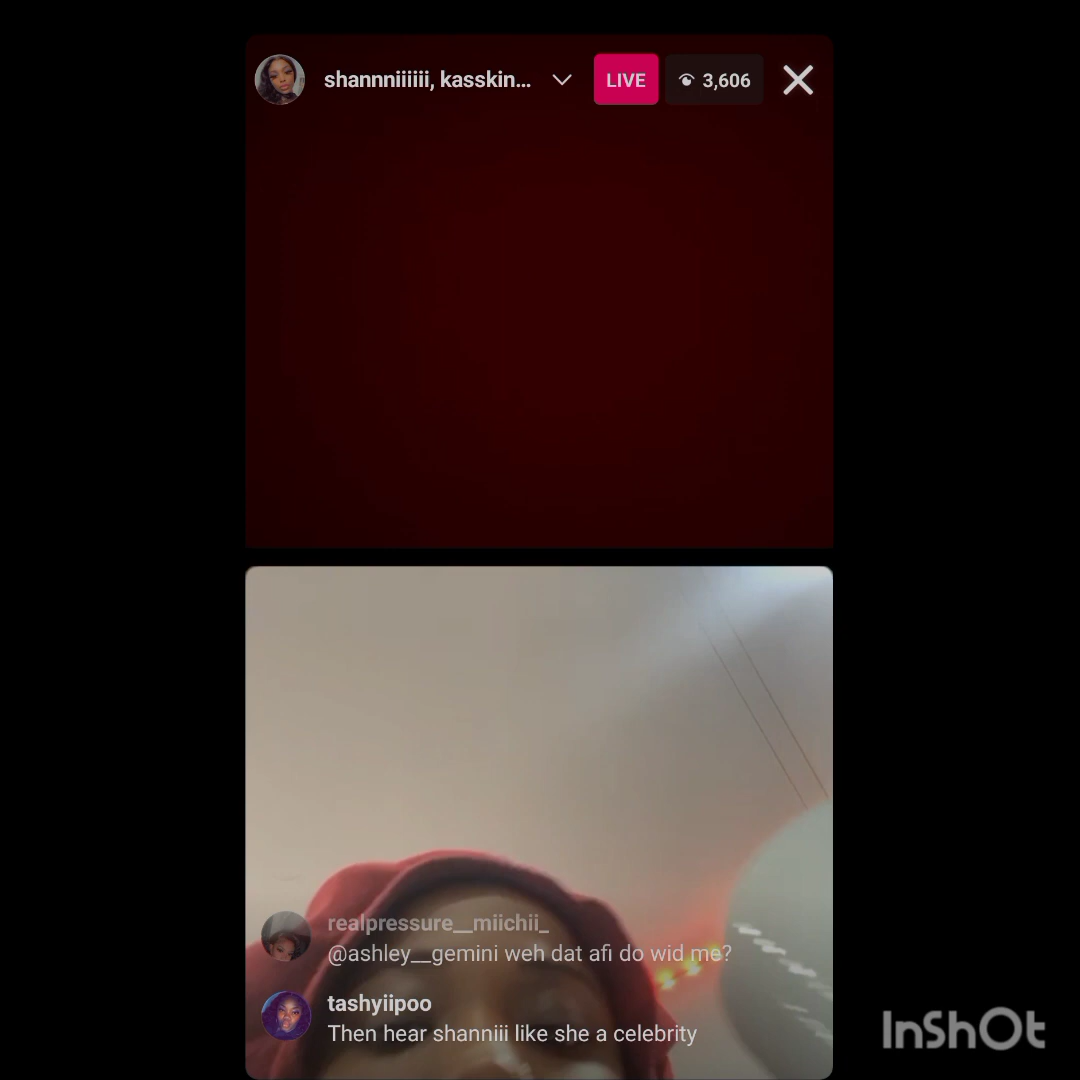 shannniiiiii, kasskin...
LIVE
3,606
realpressure__miichii_
@ashley__gemini weh dat afi do wid me?
tashyiipoo
Then hear shanniii like she a celebrity
InShOt